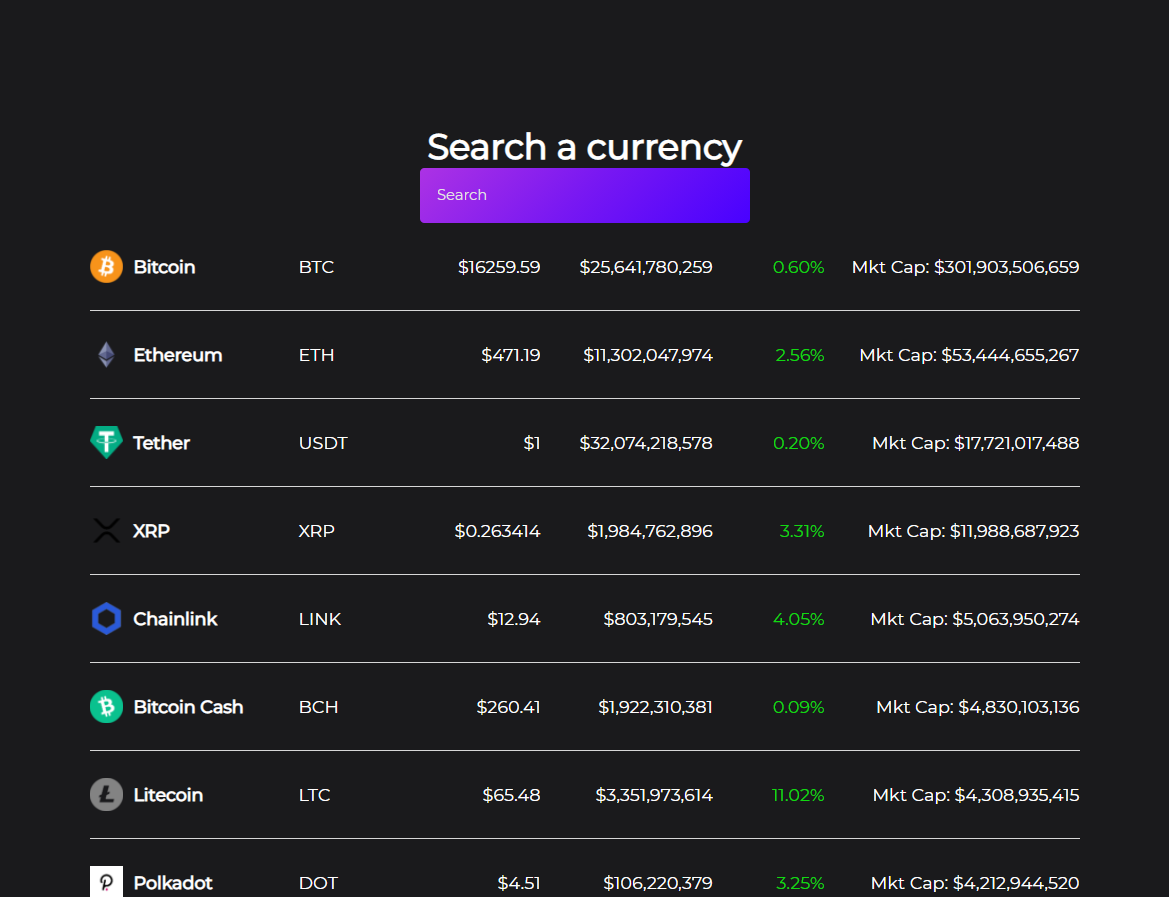 Search a currency
Search
Bitcoin BTC $16259.59 $25,641,780,259 0.60% Mkt Cap: $301,903,506,659
Ethereum ETH $471.19 $11,302,047,974 2.56% Mkt Cap: $53,444,655,267
Tether USDT $1 $32,074,218,578 0.20% Mkt Cap: $17,721,017,488
XRP XRP $0.263414 $1,984,762,896 3.31% Mkt Cap: $11,988,687,923
Chainlink LINK $12.94 $803,179,545 4.05% Mkt Cap: $5,063,950,274
Bitcoin Cash BCH $260.41 $1,922,310,381 0.09% Mkt Cap: $4,830,103,136
Litecoin LTC $65.48 $3,351,973,614 11.02% Mkt Cap: $4,308,935,415
Polkadot DOT $4.51 $106,220,379 3.25% Mkt Cap: $4,212,944,520